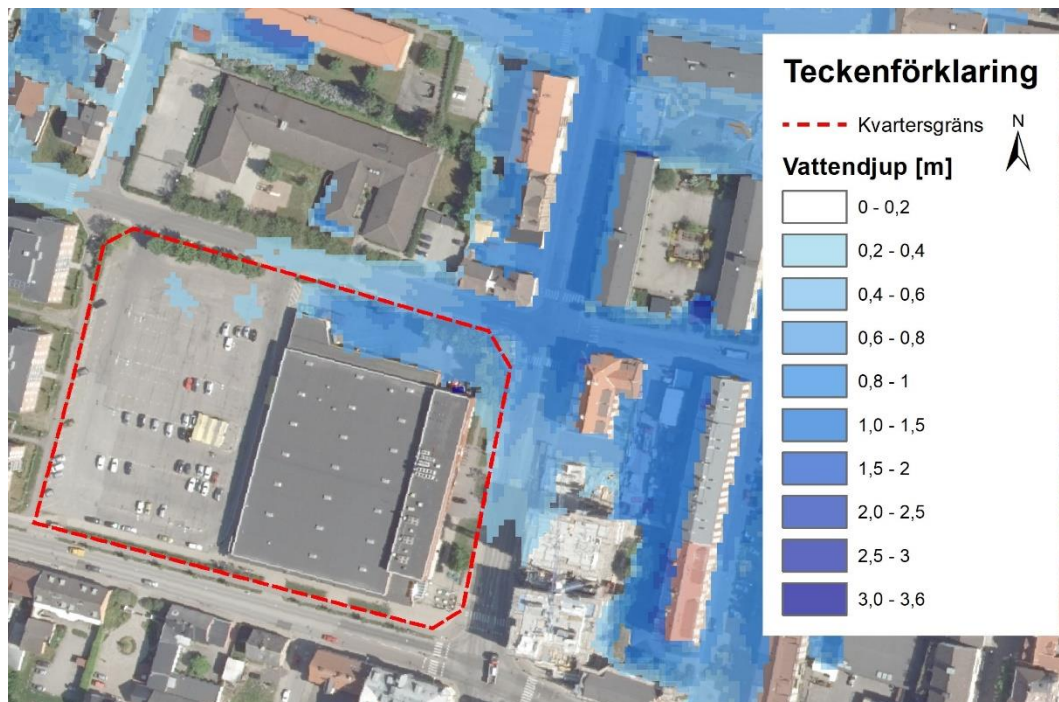 Teckenförklaring
Kvartersgräns
N
Vattendjup [m]
0 - 0,2
0,2 - 0,4
0,4 - 0,6
0,6 - 0,8
0,8 - 1
1,0 - 1,5
1,5 - 2
2,0 - 2,5
2,5 - 3
3,0 - 3,6